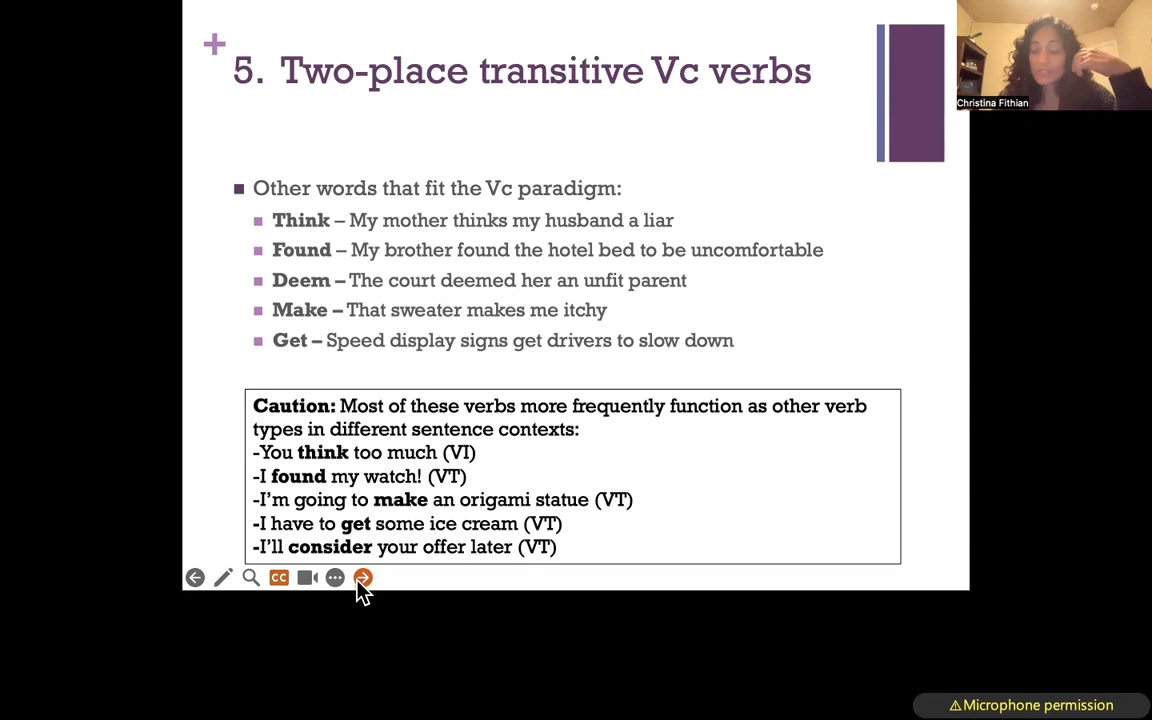 +
5. Two-place transitive Vc verbs
Christina Fithian
Other words that fit the Vc paradigm:
Think – My mother thinks my husband a liar
Found – My brother found the hotel bed to be uncomfortable
Deem – The court deemed her an unfit parent
Make – That sweater makes me itchy
Get – Speed display signs get drivers to slow down
Caution: Most of these verbs more frequently function as other verb
types in different sentence contexts:
-You think too much (VI)
-I found my watch! (VT)
-I'm going to make an origami statue (VT)
-I have to get some ice cream (VT)
-I'll consider your offer later (VT)
CC
⚠Microphone permission